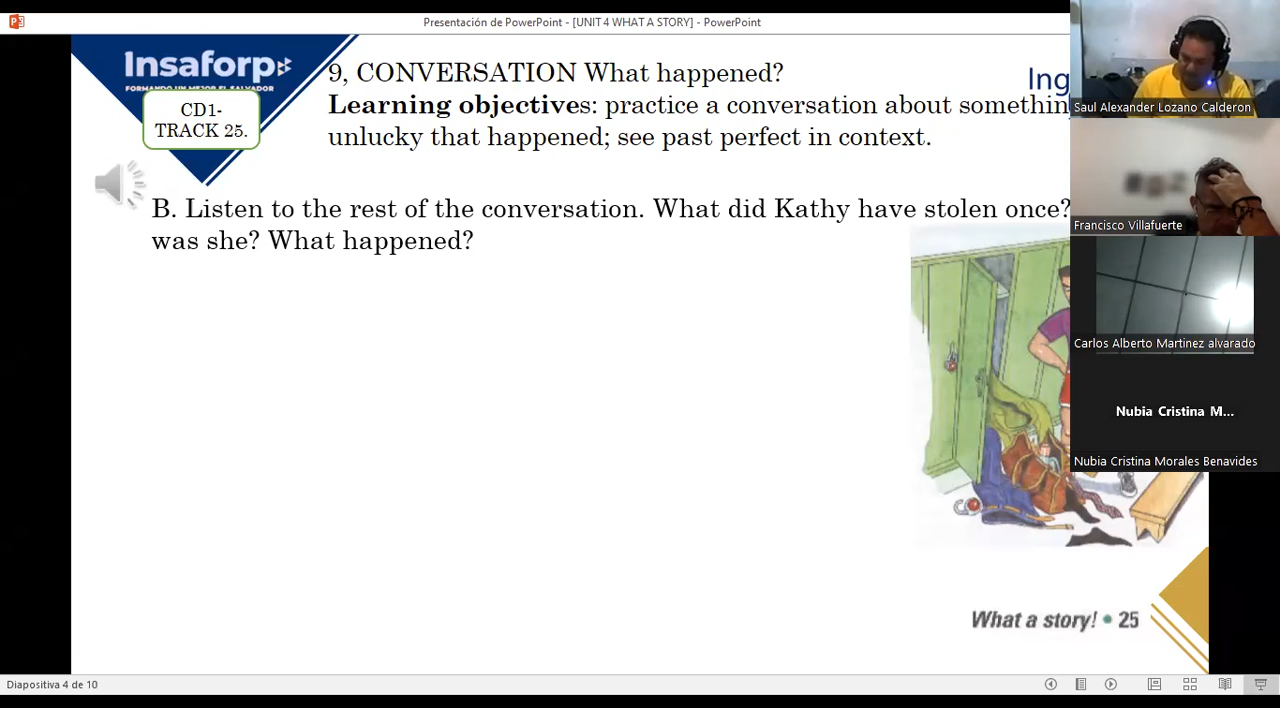 Presentación de PowerPoint - [UNIT 4 WHAT A STORY] - PowerPoint
Insaforp
FORMANDO UN MEJOR EL SALVADOR
CD1-
TRACK 25.
9, CONVERSATION What happened?
Learning objectives: practice a conversation about somethin
unlucky that happened; see past perfect in context.
Ing
B. Listen to the rest of the conversation. What did Kathy have stolen once?
was she? What happened?
Saul Alexander Lozano Calderon
Francisco Villafuerte
Carlos Alberto Martinez alvarado
Nubia Cristina M...
Nubia Cristina Morales Benavides
What a story! • 25
Diapositiva 4 de 10